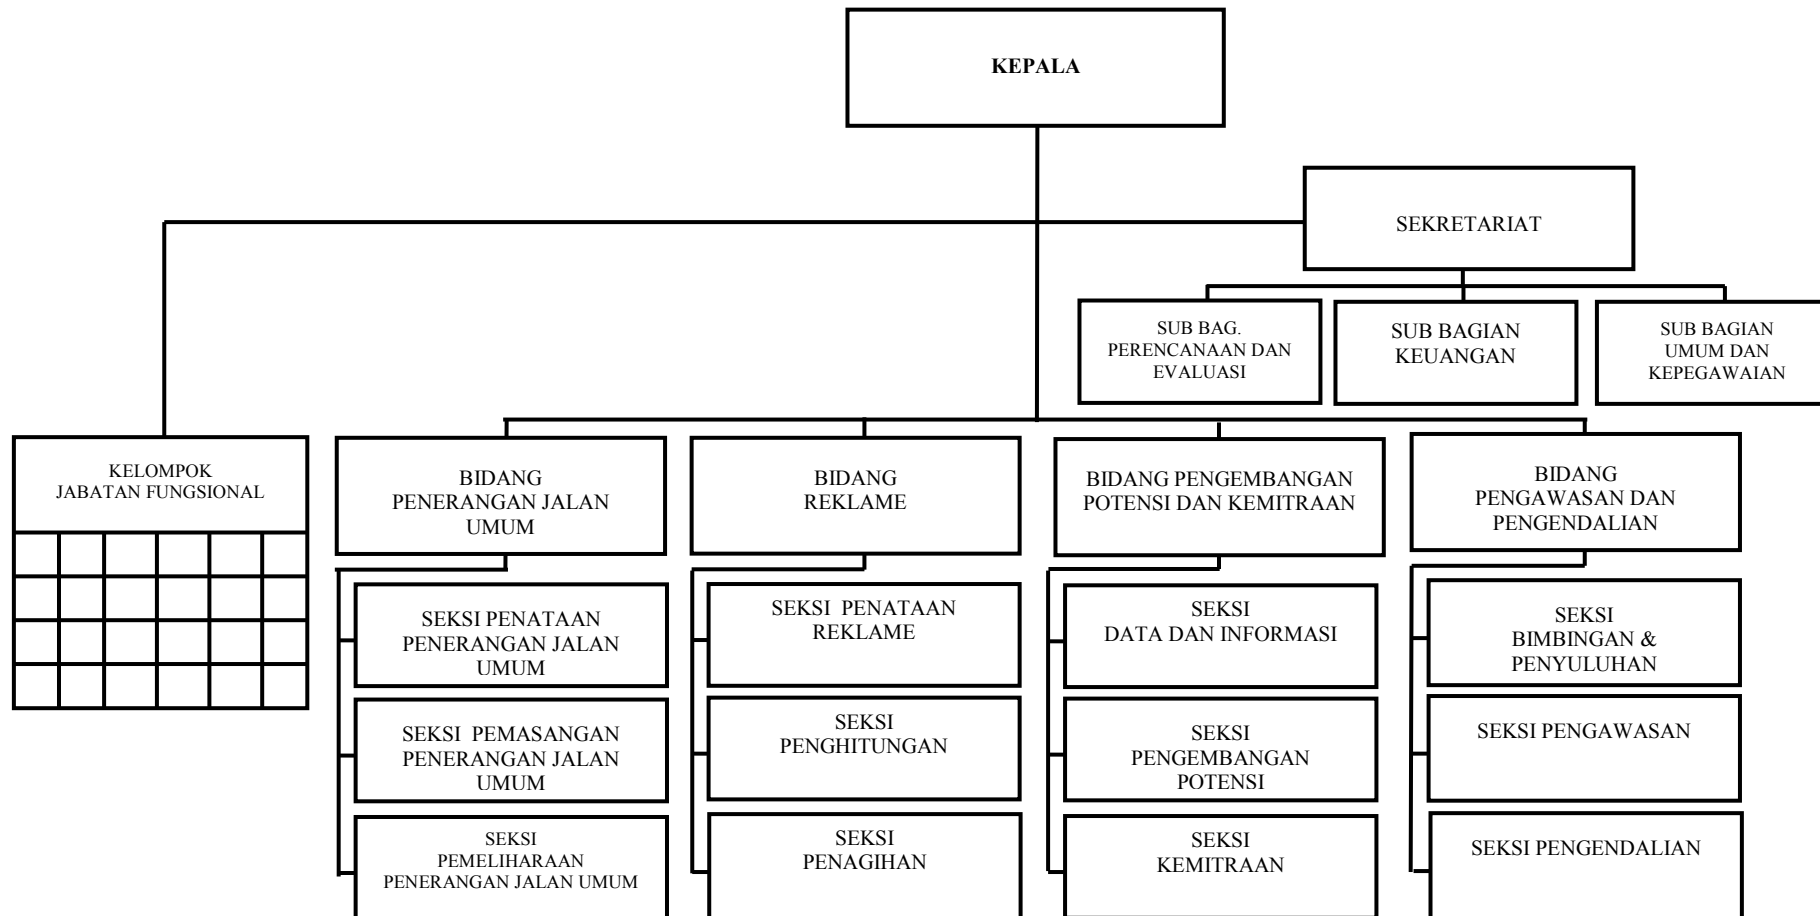 KEPALA
SEKRETARIAT
SUB BAG.
PERENCANAAN DAN
EVALUASI
SUB BAGIAN
KEUANGAN
SUB BAGIAN
UMUM DAN
KEPEGAWAIAN
KELOMPOK
JABATAN FUNGSIONAL
BIDANG
PENERANGAN JALAN
UMUM
BIDANG
REKLAME
BIDANG PENGEMBANGAN
POTENSI DAN KEMITRAAN
BIDANG
PENGAWASAN DAN
PENGENDALIAN
SEKSI PENATAAN
PENERANGAN JALAN
UMUM
SEKSI PENATAAN
REKLAME
SEKSI
DATA DAN INFORMASI
SEKSI
BIMBINGAN &
PENYULUHAN
SEKSI PEMASANGAN
PENERANGAN JALAN
UMUM
SEKSI
PENGHITUNGAN
SEKSI
PENGEMBANGAN
POTENSI
SEKSI PENGAWASAN
SEKSI
PEMELIHARAAN
PENERANGAN JALAN UMUM
SEKSI
PENAGIHAN
SEKSI
KEMITRAAN
SEKSI PENGENDALIAN